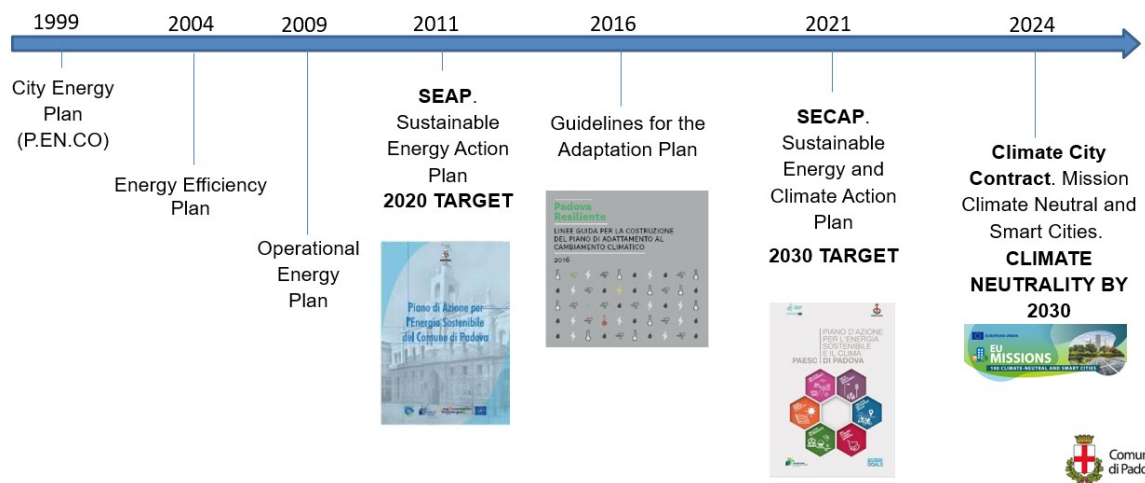 1999
2004
2009
2011
2016
2021
2024
City Energy
Plan
(P.EN.CO)
Energy Efficiency
Plan
Operational
Energy
Plan
SEAP.
Sustainable
Energy Action
Plan
2020 TARGET
Piano di Azione per
l'Energia Sostenibile
del Comune di Padova
Guidelines for the
Adaptation Plan
Padova
Resiliente
LINEE GUIDA PER LA COSTRUZIONE
DEL PIANO DI ADATTAMENTO AL
CAMBIAMENTO CLIMATICO
2016
SECAP.
Sustainable
Energy and
Climate Action
Plan
2030 TARGET
PIANO D'AZIONE
PER L'ENERGIA
SOSTENIBILE
E IL CLIMA
PAESC DI PADOVA
Climate City
Contract. Mission
Climate Neutral and
Smart Cities.
CLIMATE
NEUTRALITY BY
2030
EUROPEAN UNION
EU
MISSIONS
100 CLIMATE-NEUTRAL AND SMART CITIES
Comun
di Pado